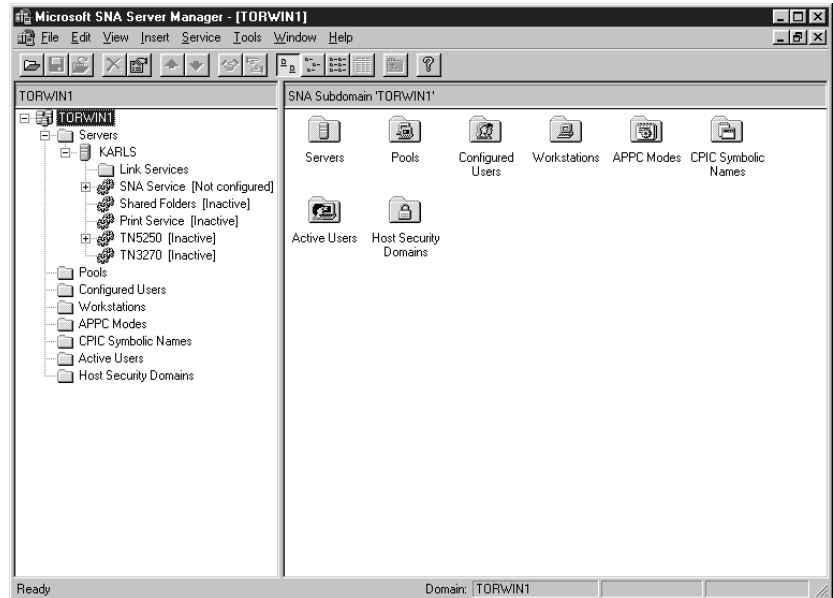 Microsoft SNA Server Manager - [TORWIN1]
File Edit View Insert Service Tools Window Help
TORWIN1
SNA Subdomain 'TORWIN1'
TORWIN1
Servers
KARLS
Link Services
SNA Service [Not configured]
Shared Folders [Inactive]
Print Service [Inactive]
TN5250 [Inactive]
TN3270 [Inactive]
Pools
Configured Users
Workstations
APPC Modes
CPIC Symbolic Names
Active Users
Host Security Domains
Servers
Pools
Configured
Users
Workstations
APPC Modes
CPIC Symbolic
Names
Active Users
Host Security
Domains
Ready
Domain: TORWIN1